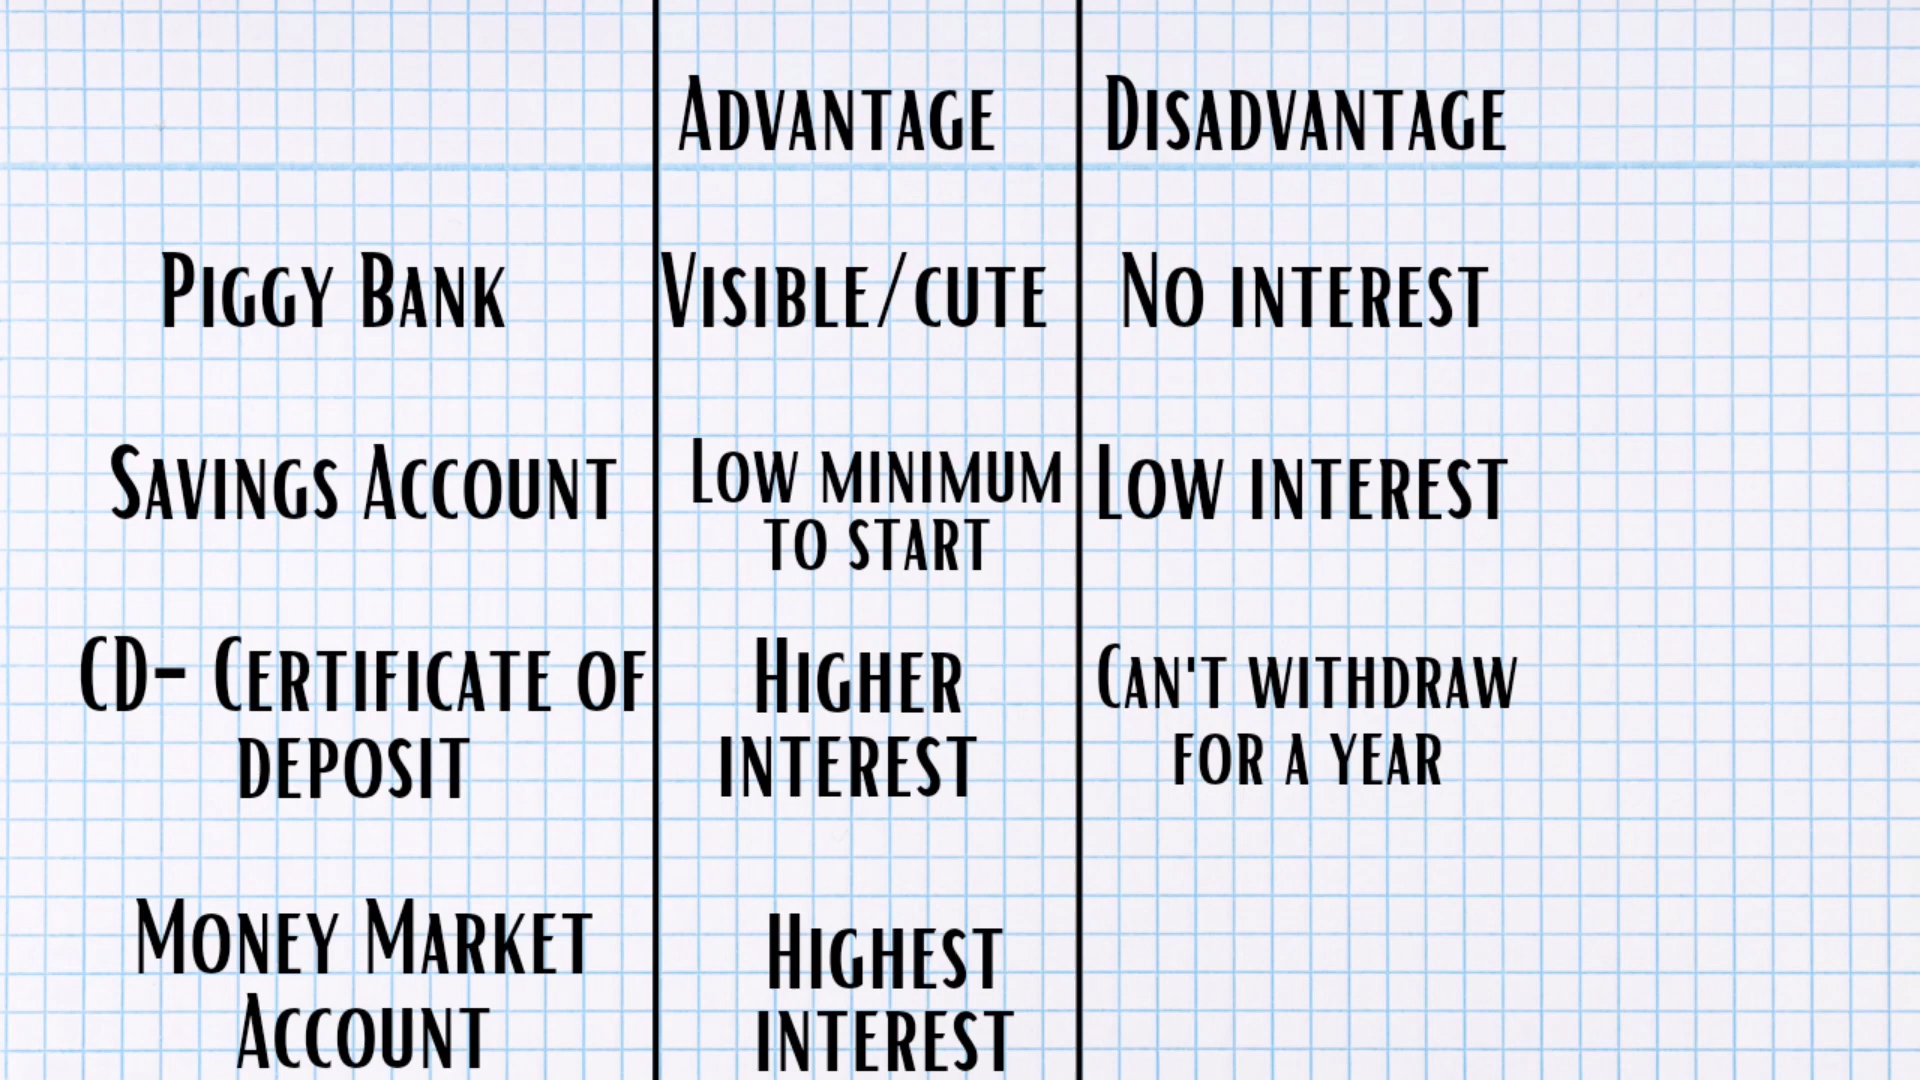 Advantage Disadvantage
Piggy Bank Visible/cute No interest
Savings Account Low minimum Low interest
to start
CD- Certificate of Higher Can't withdraw
deposit interest for a year
Money Market Highest
Account interest